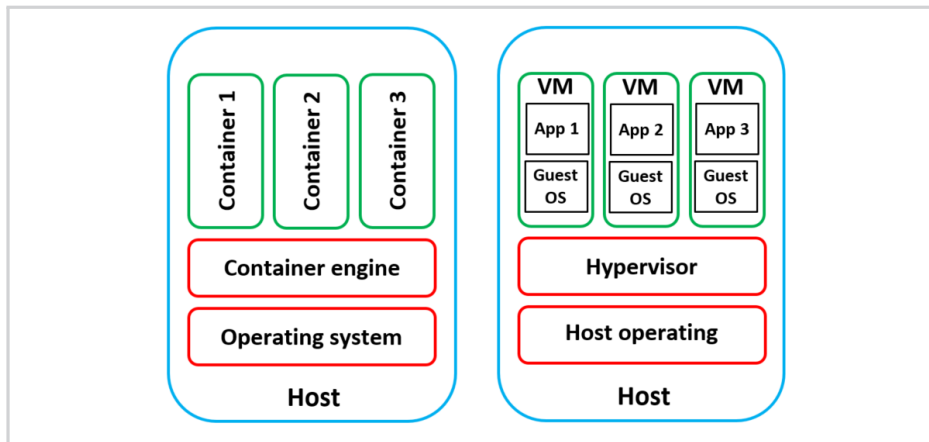 Container 1
Container 2
Container 3
Container engine
Operating system
Host
VM
App 1
Guest
OS
VM
App 2
Guest
OS
VM
App 3
Guest
OS
Hypervisor
Host operating
Host